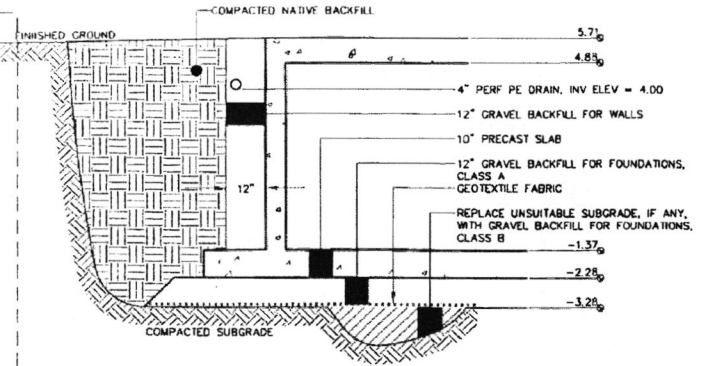 COMPACTED NATIVE BACKFILL
FINISHED GROUND
5.71
4.88
4" PERF PE DRAIN, INV ELEV = 4.00
12" GRAVEL BACKFILL FOR WALLS
10" PRECAST SLAB
12" GRAVEL BACKFILL FOR FOUNDATIONS,
CLASS A
GEOTEXTILE FABRIC
12"
REPLACE UNSUITABLE SUBGRADE, IF ANY,
WITH GRAVEL BACKFILL FOR FOUNDATIONS,
CLASS B
-1.37
-2.28
-3.28
COMPACTED SUBGRADE